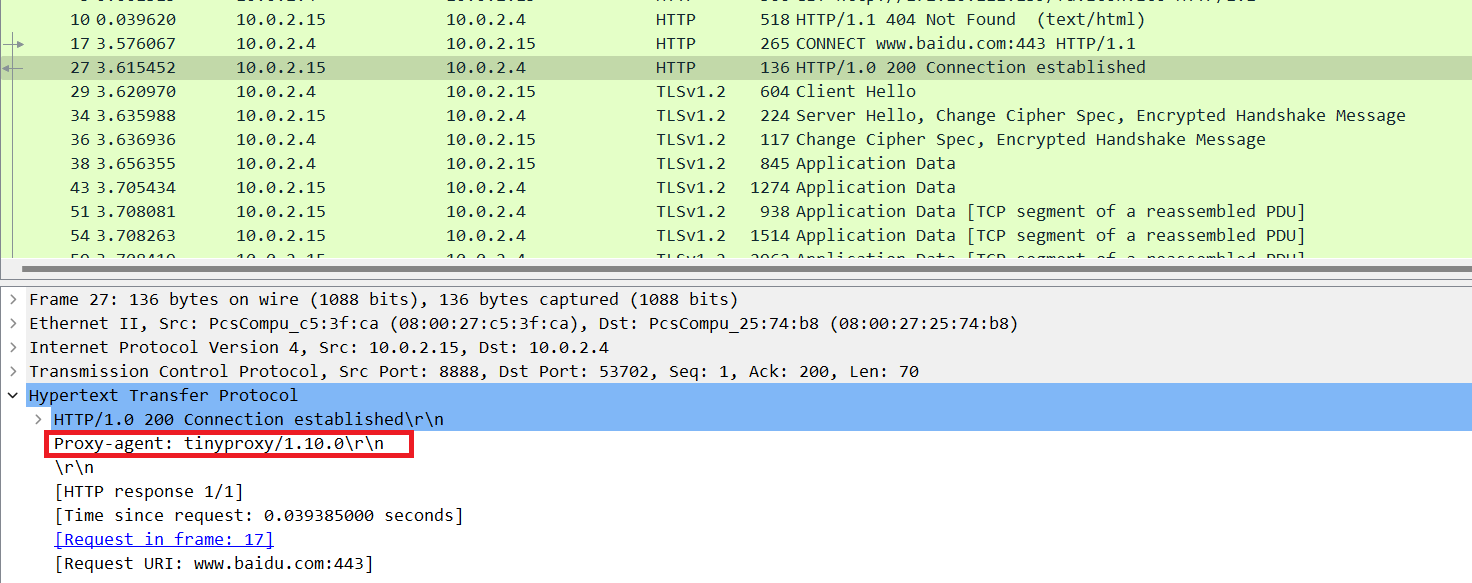 10 0.039620 10.0.2.15 10.0.2.4 HTTP 518 HTTP/1.1 404 Not Found (text/html)
17 3.576067 10.0.2.4 10.0.2.15 HTTP 265 CONNECT www.baidu.com:443 HTTP/1.1
27 3.615452 10.0.2.15 10.0.2.4 HTTP 136 HTTP/1.0 200 Connection established
29 3.620970 10.0.2.4 10.0.2.15 TLSv1.2 604 Client Hello
34 3.635988 10.0.2.15 10.0.2.4 TLSv1.2 224 Server Hello, Change Cipher Spec, Encrypted Handshake Message
36 3.636936 10.0.2.4 10.0.2.15 TLSv1.2 117 Change Cipher Spec, Encrypted Handshake Message
38 3.656355 10.0.2.4 10.0.2.15 TLSv1.2 845 Application Data
43 3.705434 10.0.2.15 10.0.2.4 TLSv1.2 1274 Application Data
51 3.708081 10.0.2.15 10.0.2.4 TLSv1.2 938 Application Data [TCP segment of a reassembled PDU]
54 3.708263 10.0.2.15 10.0.2.4 TLSv1.2 1514 Application Data [TCP segment of a reassembled PDU]
Frame 27: 136 bytes on wire (1088 bits), 136 bytes captured (1088 bits)
Ethernet II, Src: PcsCompu_c5:3f:ca (08:00:27:c5:3f:ca), Dst: PcsCompu_25:74:b8 (08:00:27:25:74:b8)
Internet Protocol Version 4, Src: 10.0.2.15, Dst: 10.0.2.4
Transmission Control Protocol, Src Port: 8888, Dst Port: 53702, Seq: 1, Ack: 200, Len: 70
Hypertext Transfer Protocol
HTTP/1.0 200 Connection established\r\n
Proxy-agent: tinyproxy/1.10.0\r\n
\r\n
[HTTP response 1/1]
[Time since request: 0.039385000 seconds]
[Request in frame: 17]
[Request URI: www.baidu.com:443]